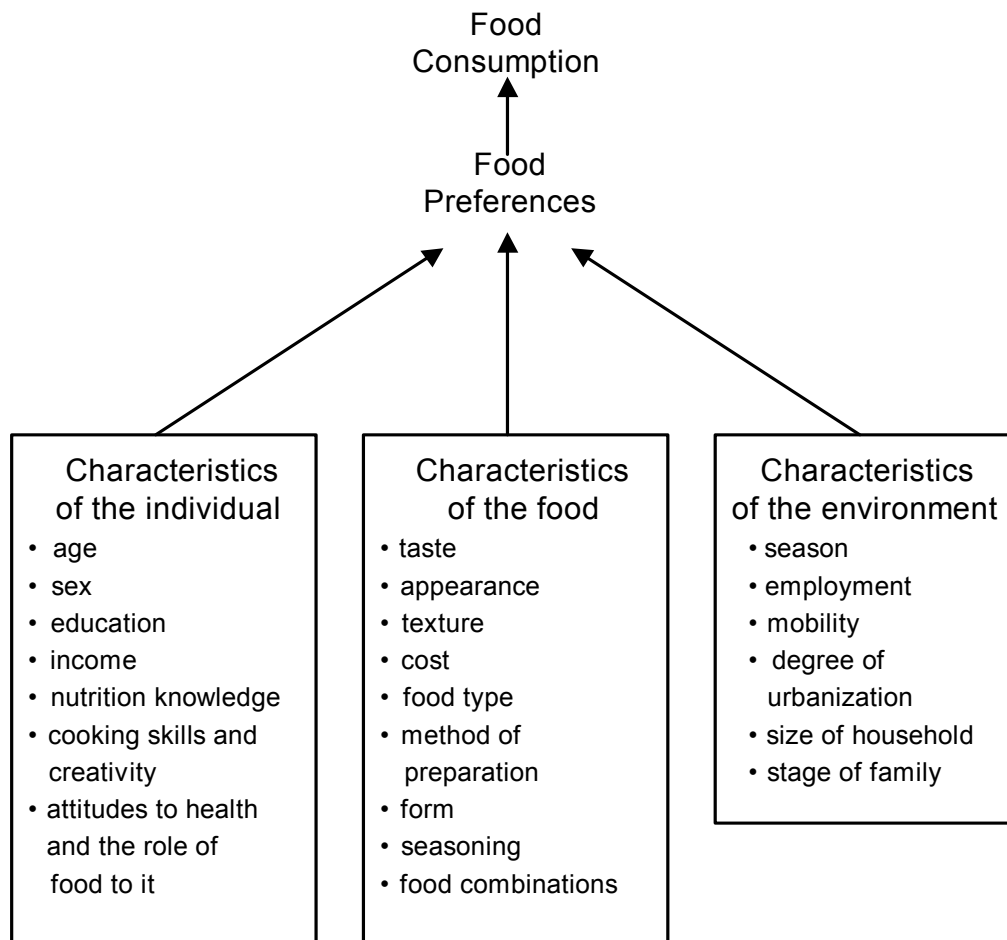 Food
Consumption
Food
Preferences
Characteristics
of the individual
• age
• sex
• education
• income
• nutrition knowledge
• cooking skills and
creativity
• attitudes to health
and the role of
food to it
Characteristics
of the food
• taste
• appearance
• texture
• cost
• food type
• method of
preparation
• form
• seasoning
• food combinations
Characteristics
of the environment
• season
• employment
• mobility
• degree of
urbanization
• size of household
• stage of family